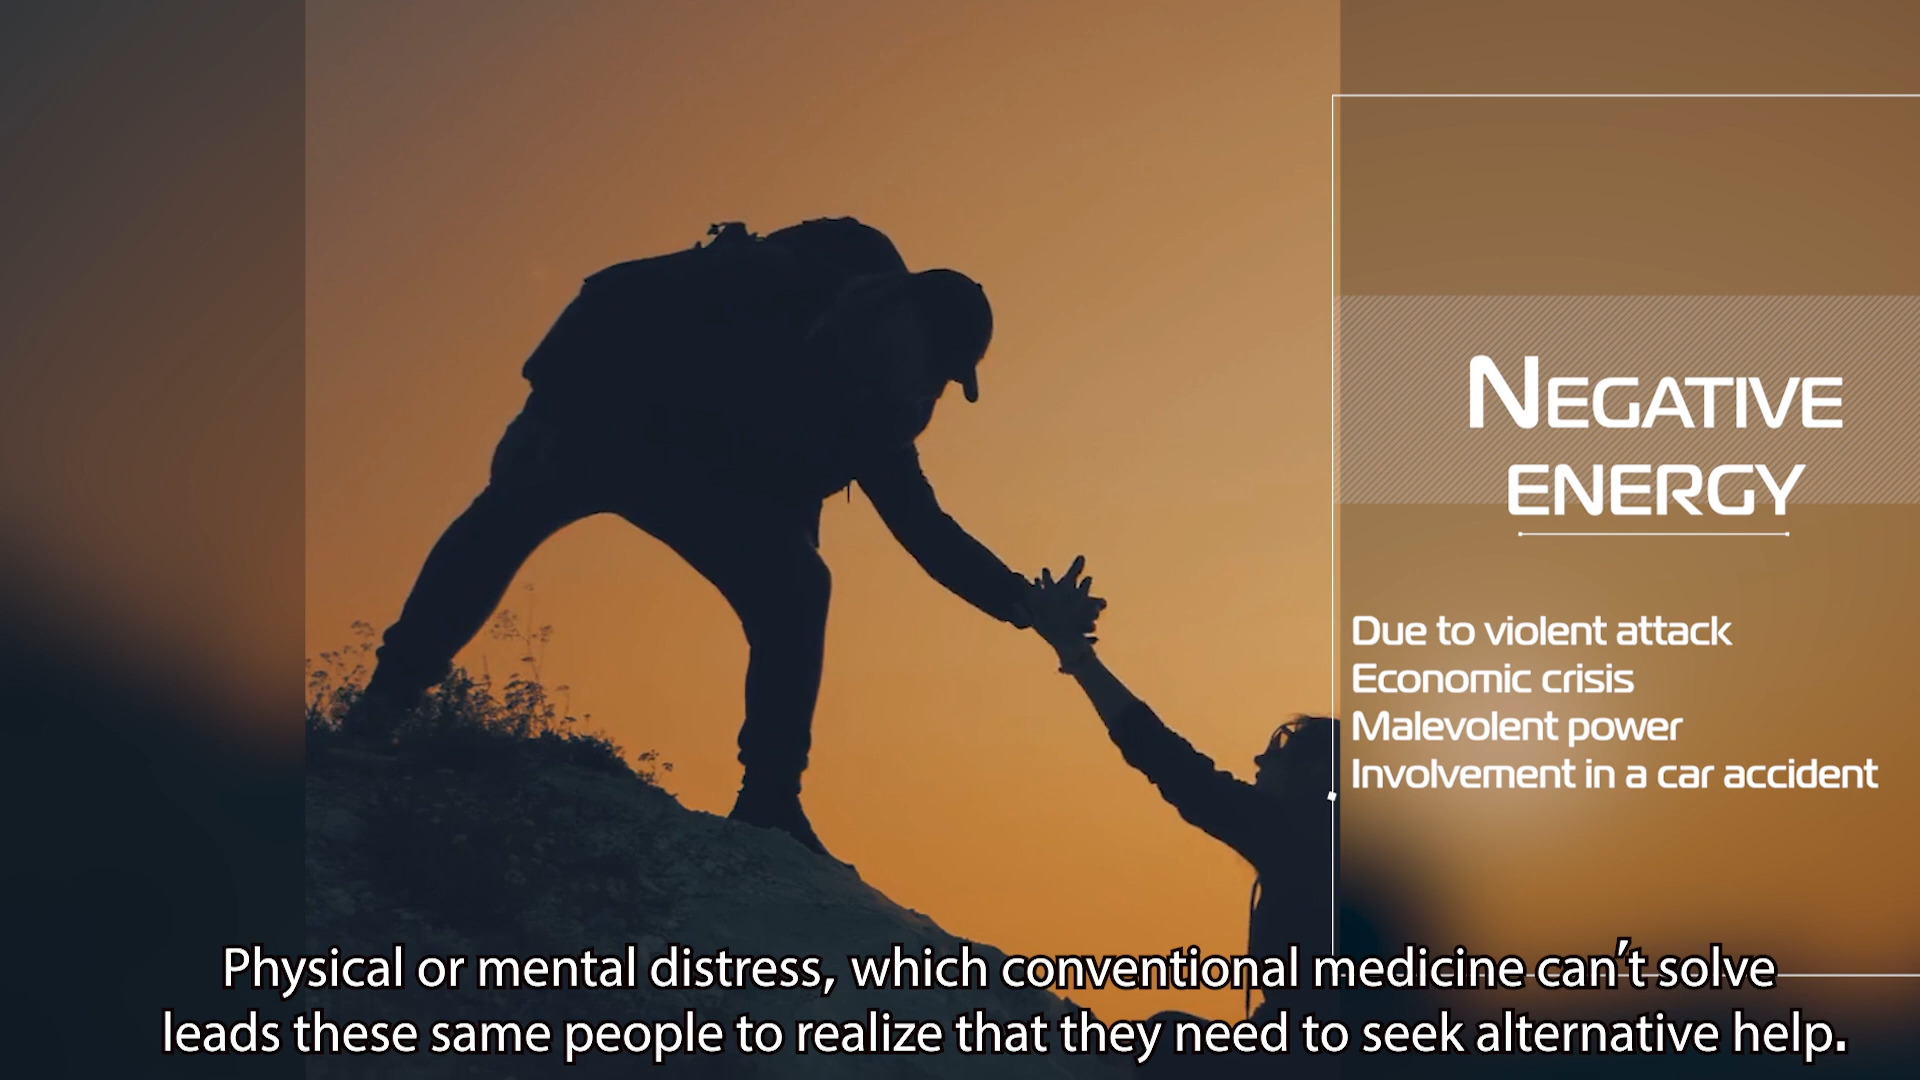 NEGATIVE
ENERGY
Due to violent attack
Economic crisis
Malevolent power
Involvement in a car accident
Physical or mental distress, which conventional medicine can't solve
leads these same people to realize that they need to seek alternative help.